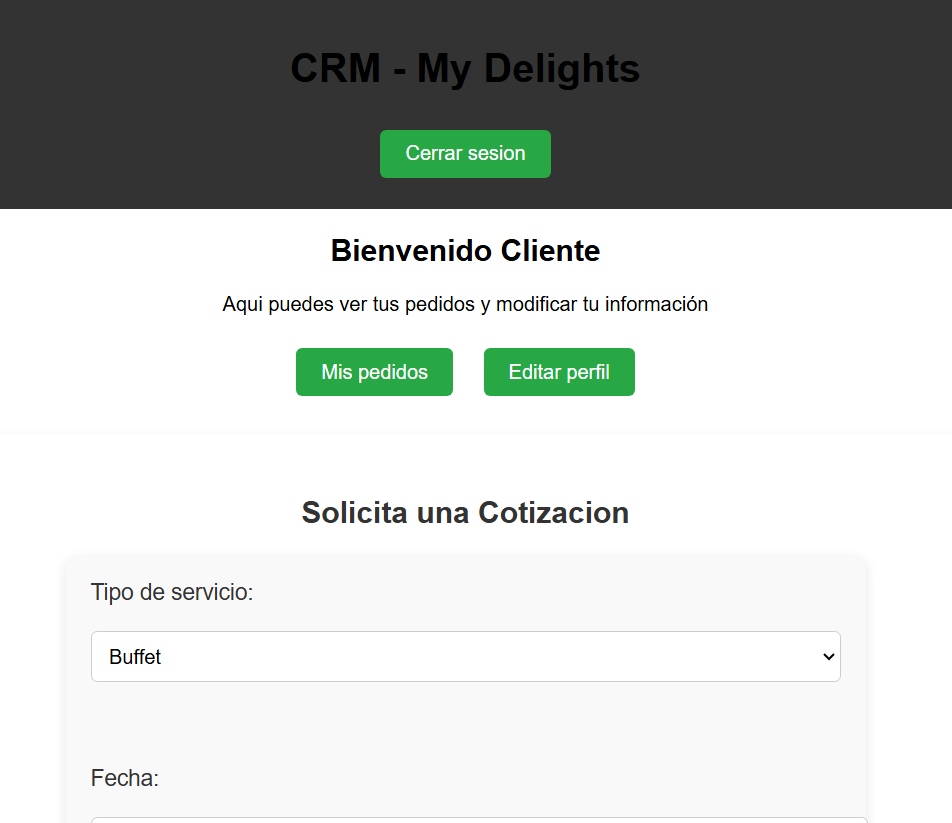 CRM - My Delights
Cerrar sesion
Bienvenido Cliente
Aqui puedes ver tus pedidos y modificar tu información
Mis pedidos Editar perfil
Solicita una Cotizacion
Tipo de servicio:
Buffet
Fecha: